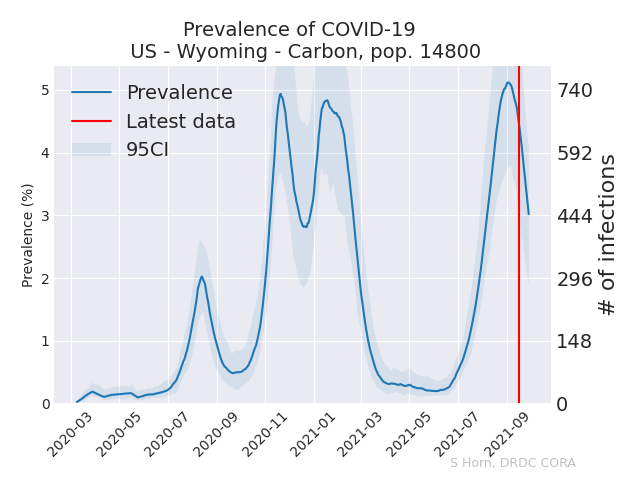 Prevalence of COVID-19
US - Wyoming - Carbon, pop. 14800
Prevalence
Latest data
95CI
Prevalence (%)
5
4
3
2
1
0
740
592
444
296
148
0
# of infections
2020-03
2020-05
2020-07
2020-09
2020-11
2021-01
2021-03
2021-05
2021-07
2021-09
S Horn, DRDC CORA